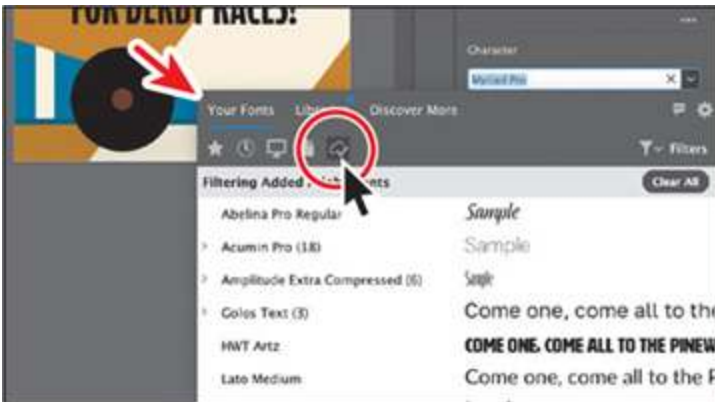 FOR DERBY RACES!
Character
Myriad Pro
Your Fonts Discover More
Filters
Filtering Added Clear All
Abelina Pro Regular Sample
Acumin Pro (18) Sample
Amplitude Extra Compressed (6) Sample
Golos Text (3) Come one, come all to the
HWT Artz COME ONE, COME ALL TO THE PINEW
Lato Medium Come one, come all to the